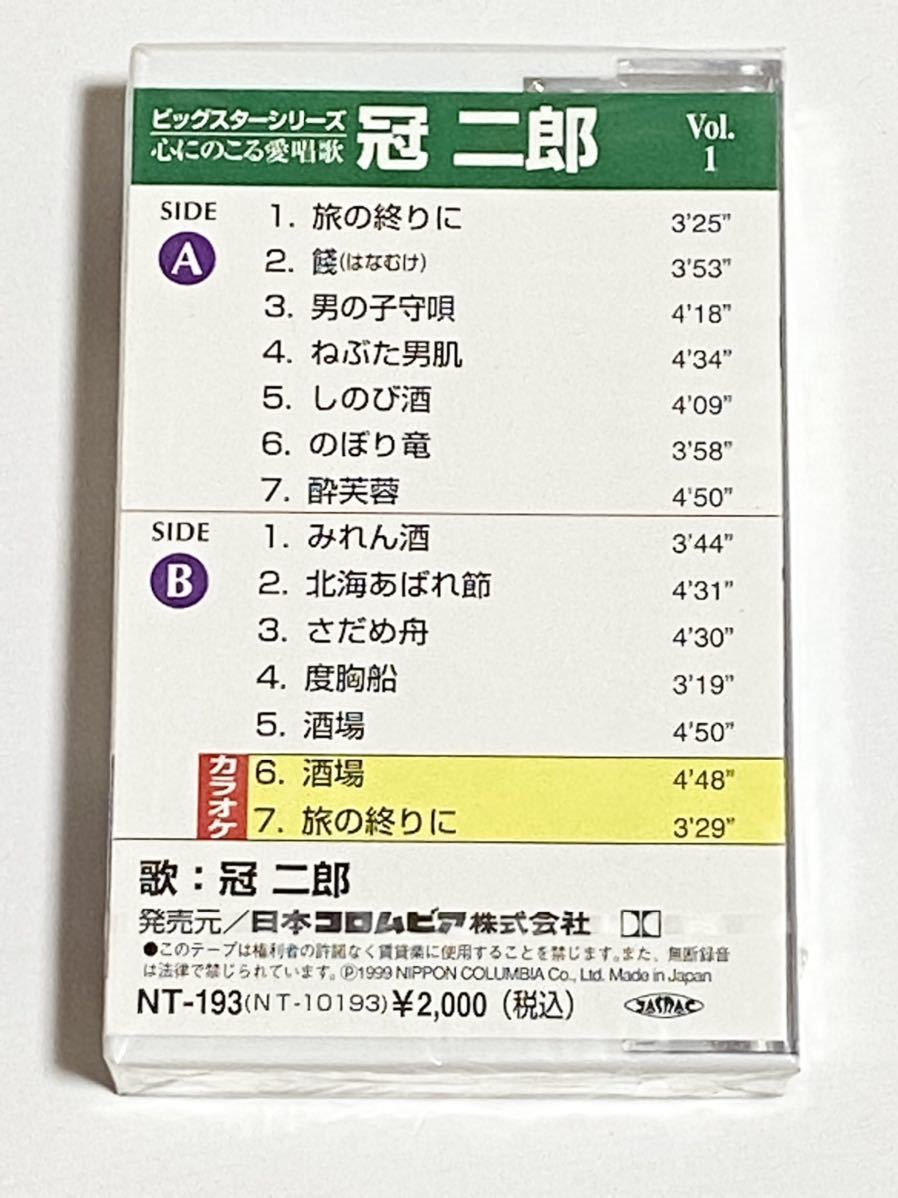 ビッグスターシリーズ
心にのこる愛唱歌
冠 二郎
Vol.
1
SIDE
A
1. 旅の終りに 3'25"
2. 餞(はなむけ) 3'53"
3. 男の子守唄 4'18"
4. ねぶた男肌 4'34"
5. しのび酒 4'09"
6. のぼり竜 3'58"
7. 酔芙蓉 4'50"
SIDE
B
1. みれん酒 3'44"
2. 北海あばれ節 4'31"
3. さだめ舟 4'30"
4. 度胸船 3'19"
5. 酒場 4'50"
カラオケ
6. 酒場 4'48"
7. 旅の終りに 3'29"
歌：冠 二郎
発売元／日本コロムビア株式会社
●このテープは権利者の許諾なく賃貸業に使用することを禁じます。また、無断録音
は法律で禁じられています。Ⓟ1999 NIPPON COLUMBIA Co., Ltd. Made in Japan
NT-193(NT-10193)¥2,000 (税込)
JASRAC